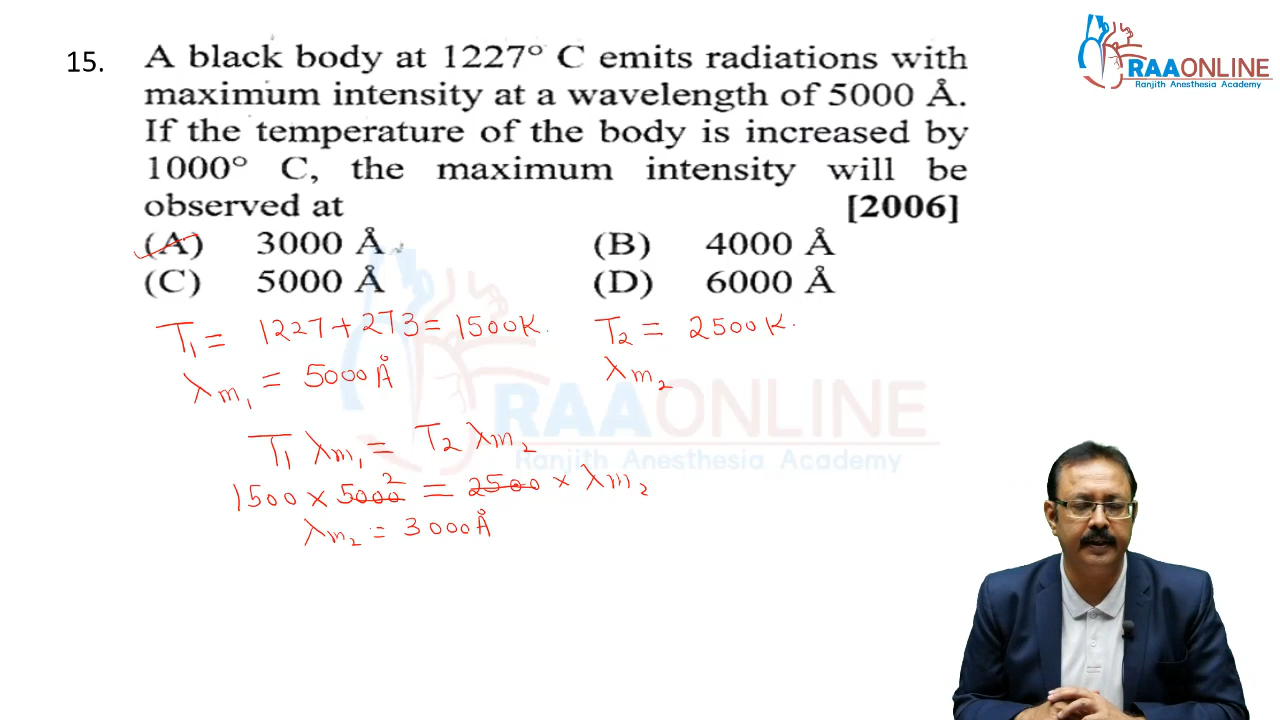 RAAONLINE
Ranjith Anesthesia Academy
15. A black body at 1227° C emits radiations with
maximum intensity at a wavelength of 5000 Å.
If the temperature of the body is increased by
1000° C, the maximum intensity will be
observed at [2006]
(A) 3000 Å (B) 4000 Å
(C) 5000 Å (D) 6000 Å
T₁ = 1227+273 = 1500K. T₂ = 2500K.
λm₁ = 5000Å λm₂
T₁ λm₁ = T₂ λm₂
1500 × 5000 2 = 2500 × λm₂
λm₂ = 3000Å
RAAONLINE
Ranjith Anesthesia Academy